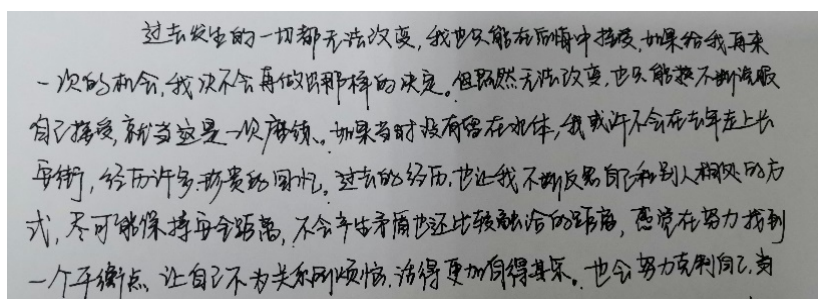 过去发生的一切都无法改变，我也只能在后悔中接受，如果给我再来
一次的机会，我决不会再做出那样的决定。但既然无法改变，也只能不断说服
自己接受，就当这是一次磨练。如果当时没有留在水体，我或许不会在去年走上长
安街，经历许多珍贵的回忆。过去的经历，也让我不断反思自己和别人相处的方
式，尽可能保持安全距离，不会产生矛盾也还比较融洽的距离，感觉在努力找到
一个平衡点，让自己不为关系所烦恼，活得更加自得其乐。也会努力克制自己，